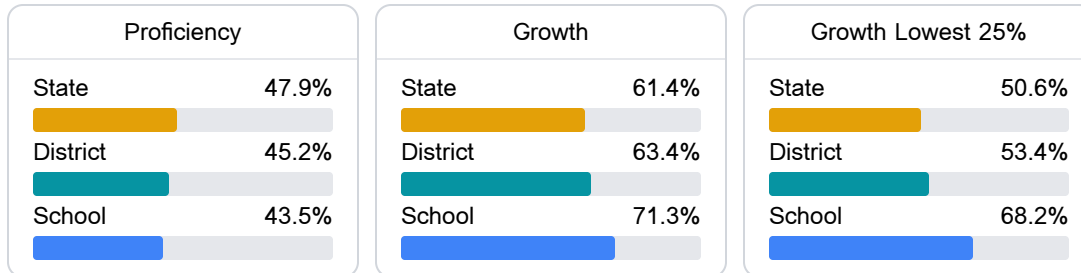 Proficiency
State 47.9%
District 45.2%
School 43.5%
Growth
State 61.4%
District 63.4%
School 71.3%
Growth Lowest 25%
State 50.6%
District 53.4%
School 68.2%